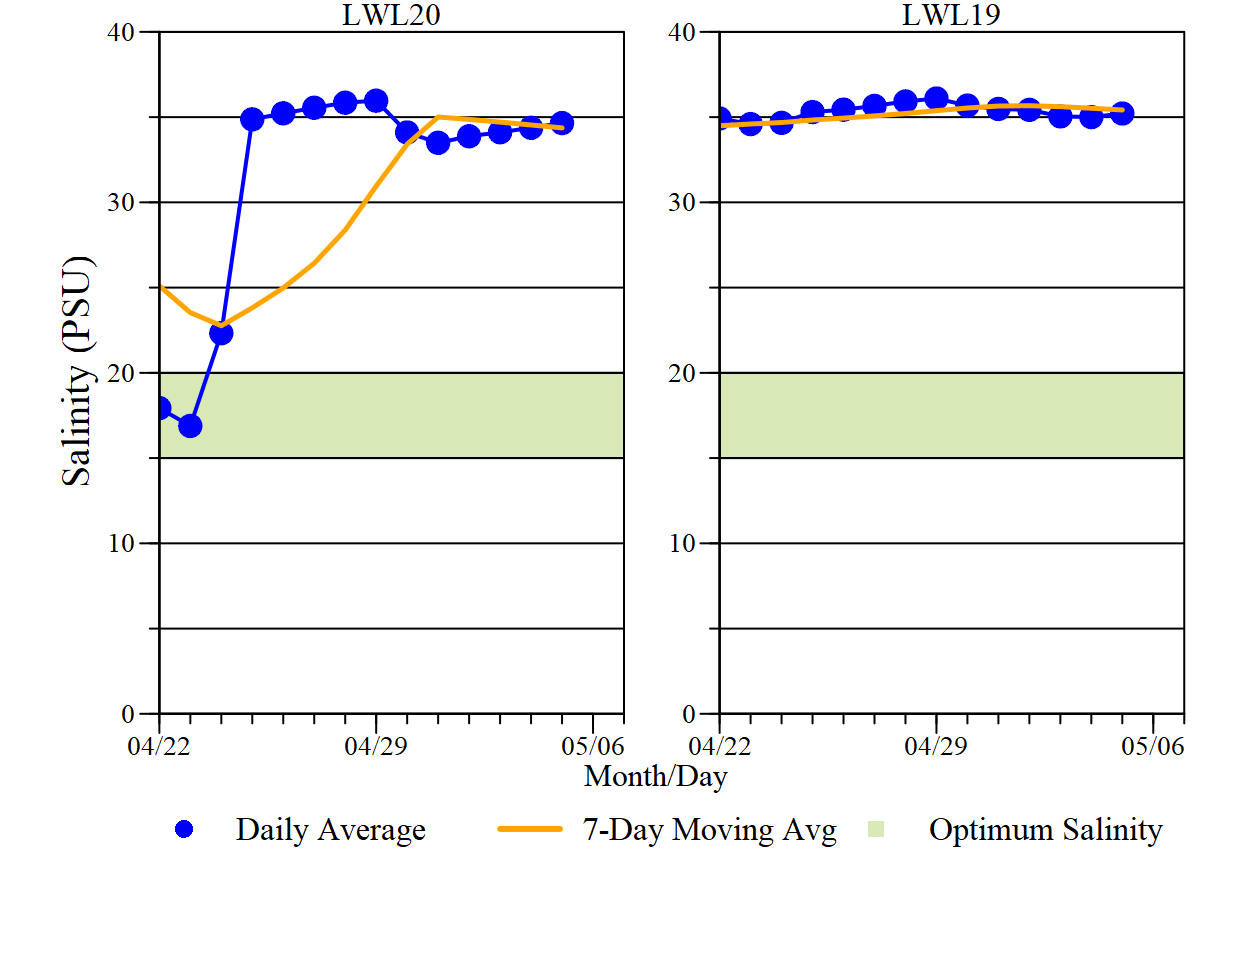 LWL20 LWL19
40 40
30 30
20 20
10 10
0 0
Salinity (PSU)
04/22 04/29 05/06 04/22 04/29 05/06
Month/Day
Daily Average 7-Day Moving Avg Optimum Salinity